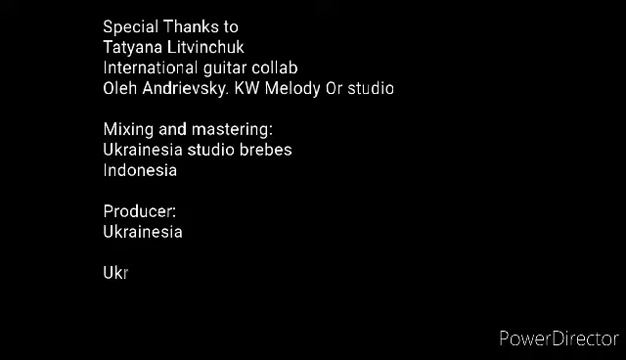 Special Thanks to
Tatyana Litvinchuk
International guitar collab
Oleh Andrievsky. KW Melody Or studio
Mixing and mastering:
Ukrainesia studio brebes
Indonesia
Producer:
Ukrainesia
Ukr
PowerDirector